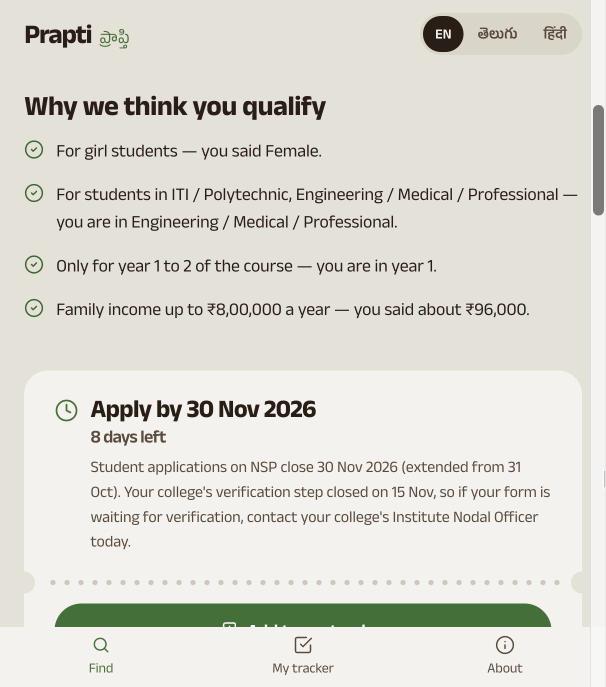 Prapti ప్రాప్తి
EN తెలుగు हिंदी
Why we think you qualify
For girl students — you said Female.
For students in ITI / Polytechnic, Engineering / Medical / Professional —
you are in Engineering / Medical / Professional.
Only for year 1 to 2 of the course — you are in year 1.
Family income up to ₹8,00,000 a year — you said about ₹96,000.
Apply by 30 Nov 2026
8 days left
Student applications on NSP close 30 Nov 2026 (extended from 31
Oct). Your college's verification step closed on 15 Nov, so if your form is
waiting for verification, contact your college's Institute Nodal Officer
today.
Find My tracker About